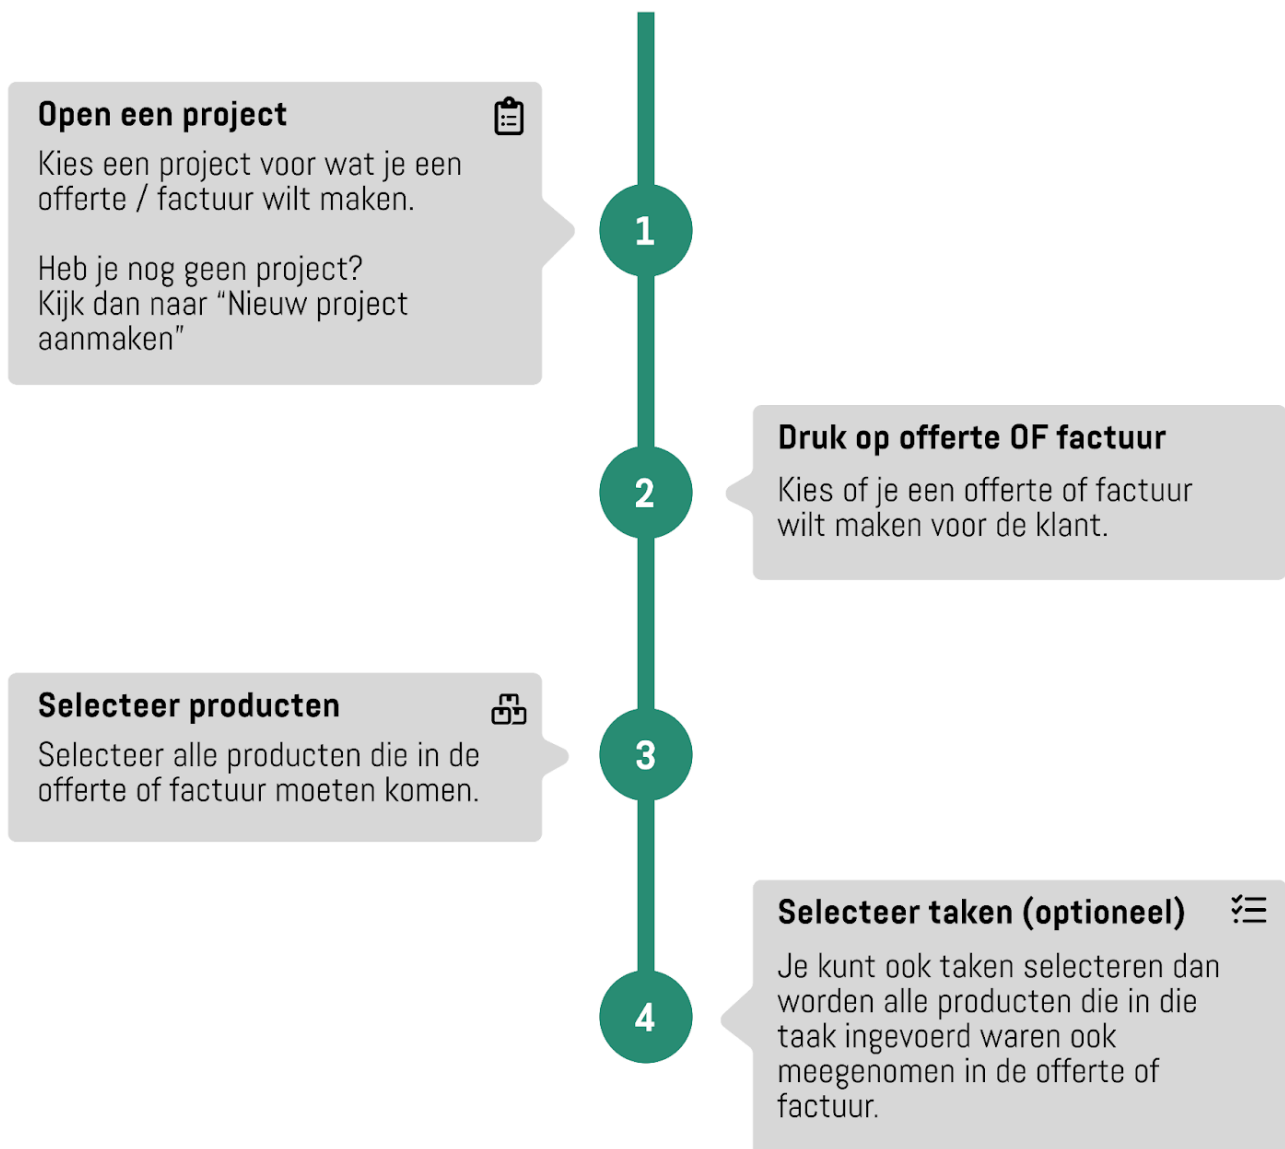 Open een project
Kies een project voor wat je een
offerte / factuur wilt maken.
Heb je nog geen project?
Kijk dan naar “Nieuw project
aanmaken”
1
Druk op offerte OF factuur
Kies of je een offerte of factuur
wilt maken voor de klant.
2
Selecteer producten
Selecteer alle producten die in de
offerte of factuur moeten komen.
3
Selecteer taken (optioneel)
Je kunt ook taken selecteren dan
worden alle producten die in die
taak ingevoerd waren ook
meegenomen in de offerte of
factuur.
4